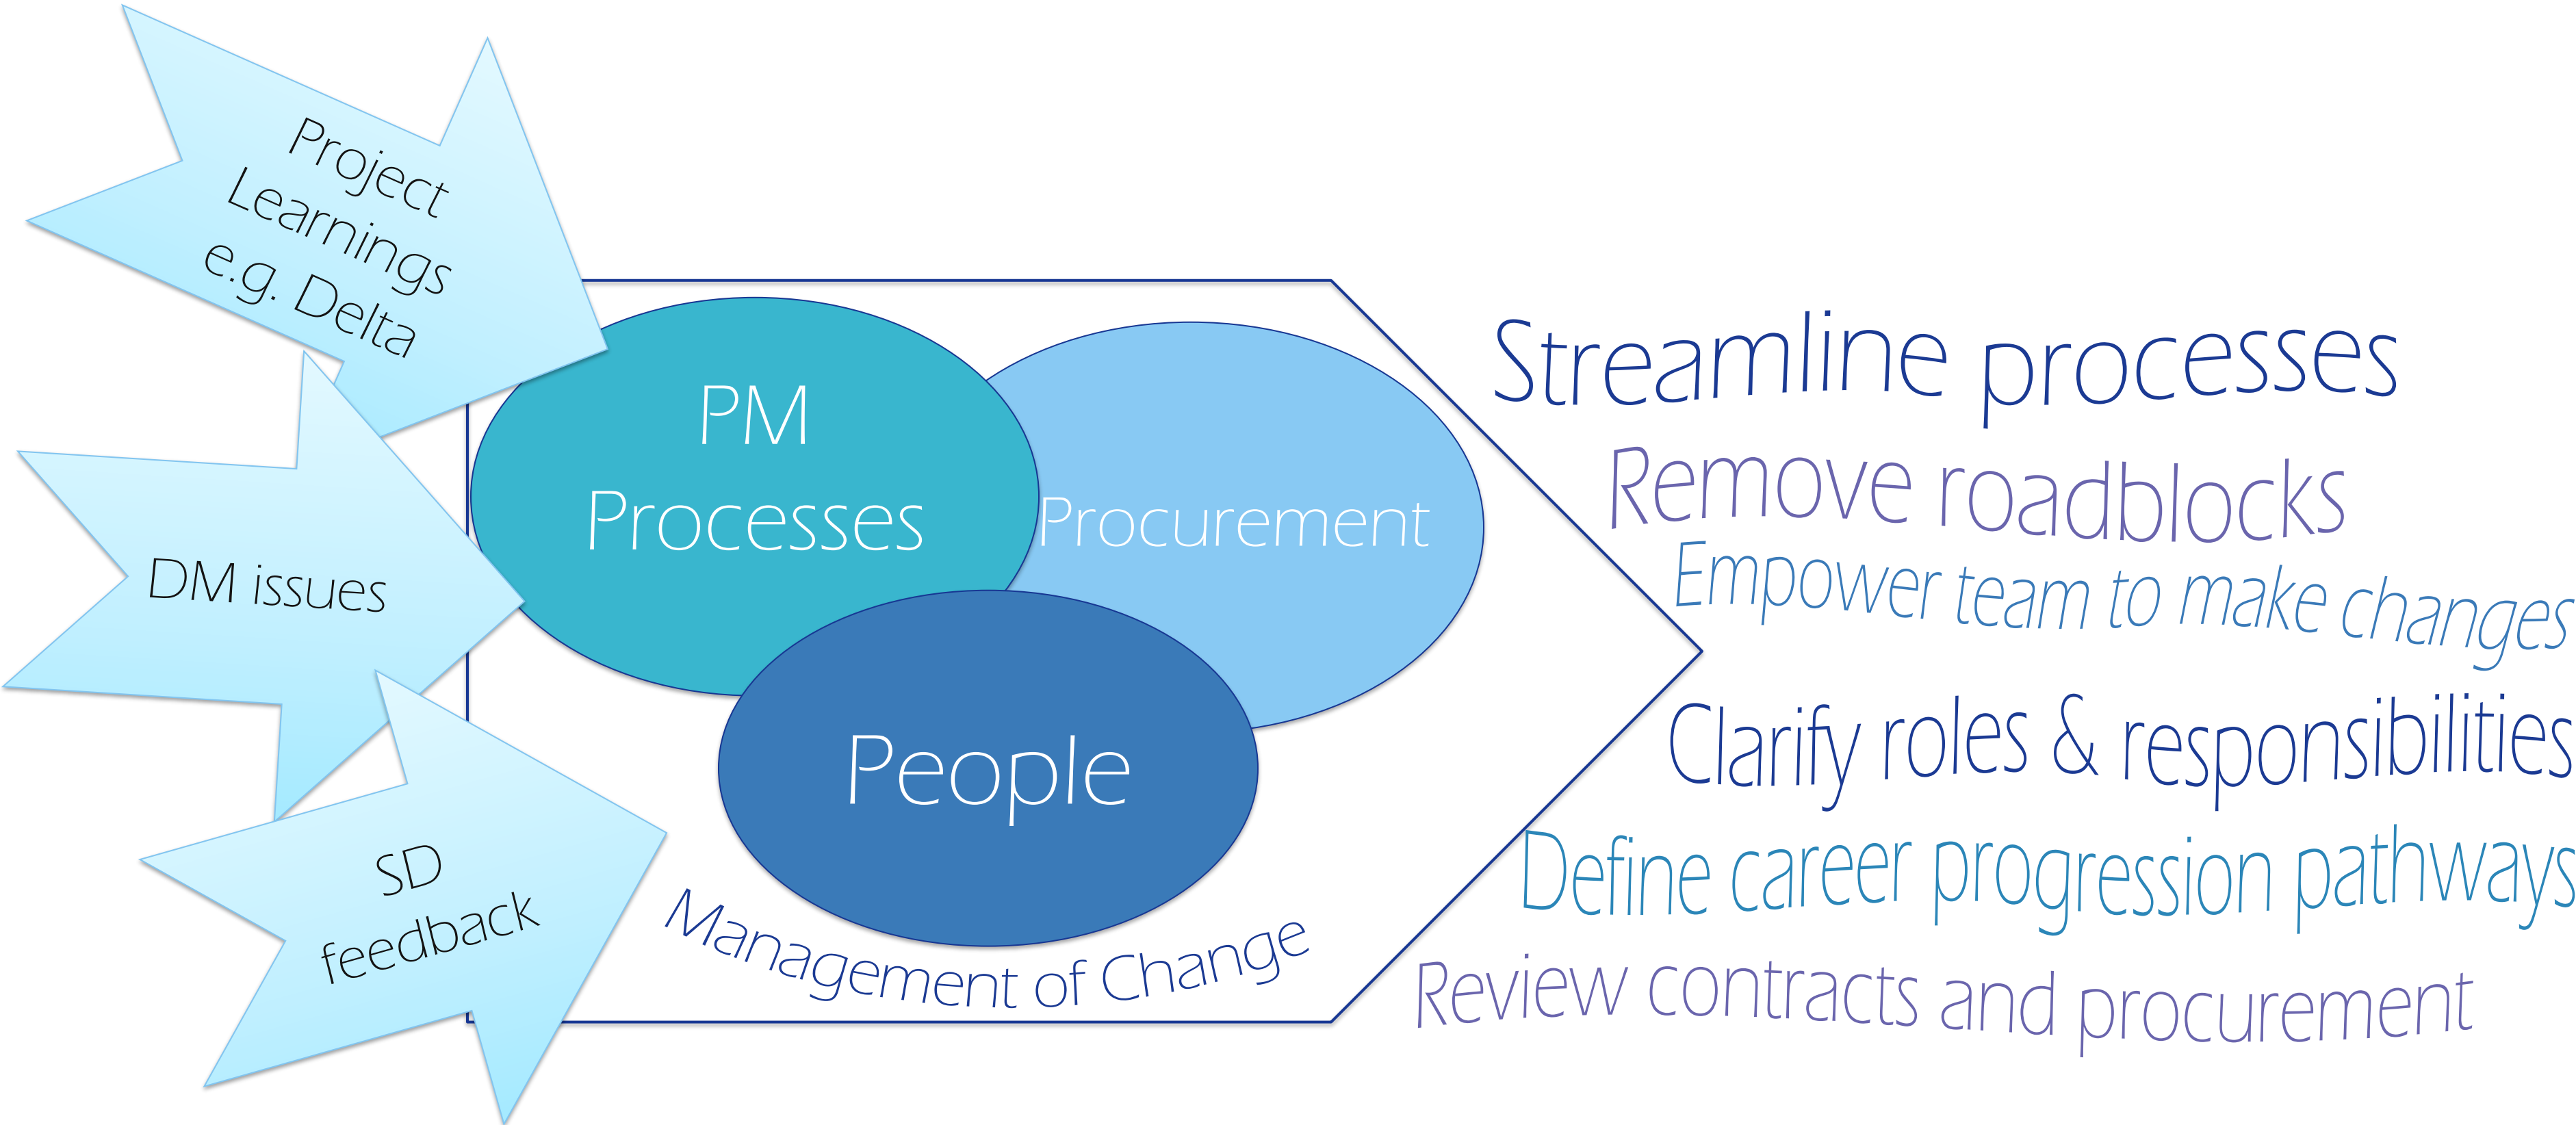 Project
Learnings
e.g. Delta
DM issues
SD
feedback
PM
Processes
Procurement
People
Management of Change
Streamline processes
Remove roadblocks
Empower team to make changes
Clarify roles & responsibilities
Define career progression pathways
Review contracts and procurement